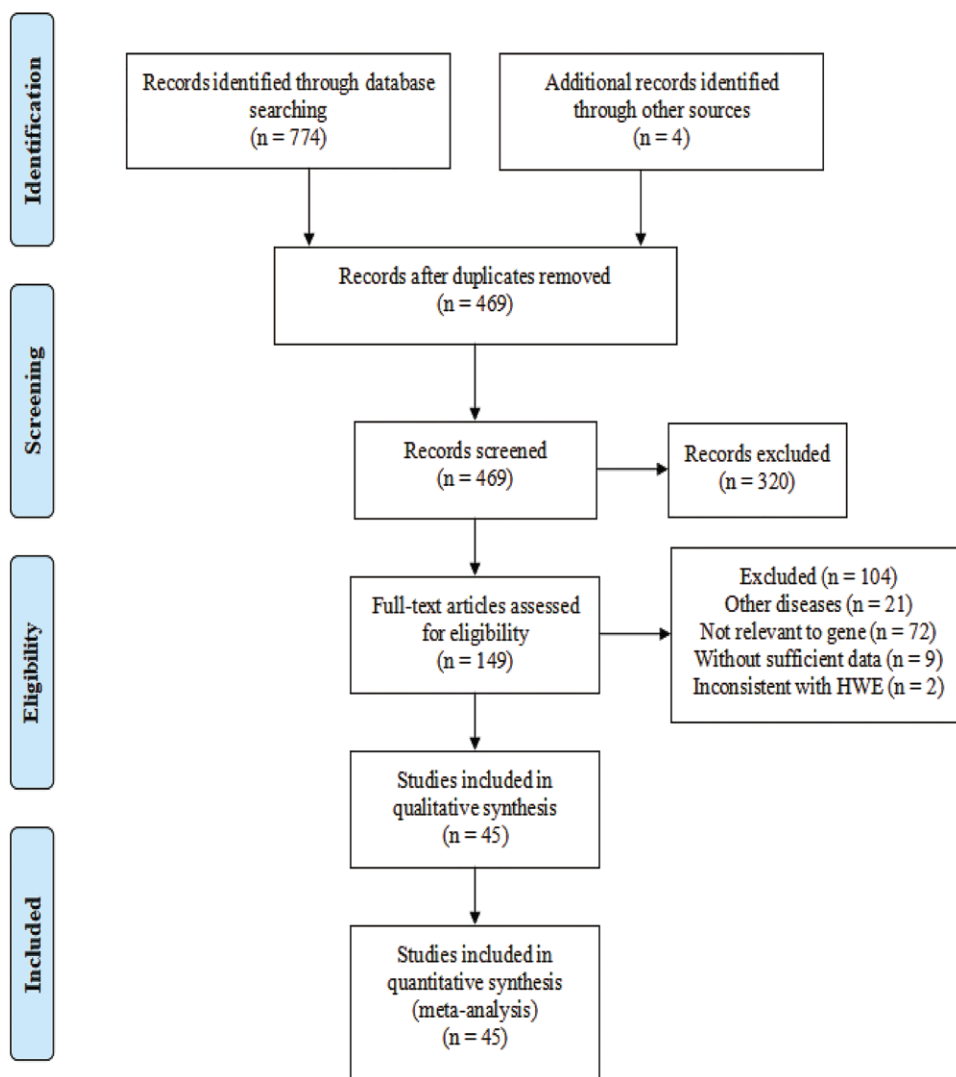 Identification
Records identified through database
searching
(n = 774)
Additional records identified
through other sources
(n = 4)
Records after duplicates removed
(n = 469)
Screening
Records screened
(n = 469)
Records excluded
(n = 320)
Eligibility
Full-text articles assessed
for eligibility
(n = 149)
Excluded (n = 104)
Other diseases (n = 21)
Not relevant to gene (n = 72)
Without sufficient data (n = 9)
Inconsistent with HWE (n = 2)
Studies included in
qualitative synthesis
(n = 45)
Included
Studies included in
quantitative synthesis
(meta-analysis)
(n = 45)